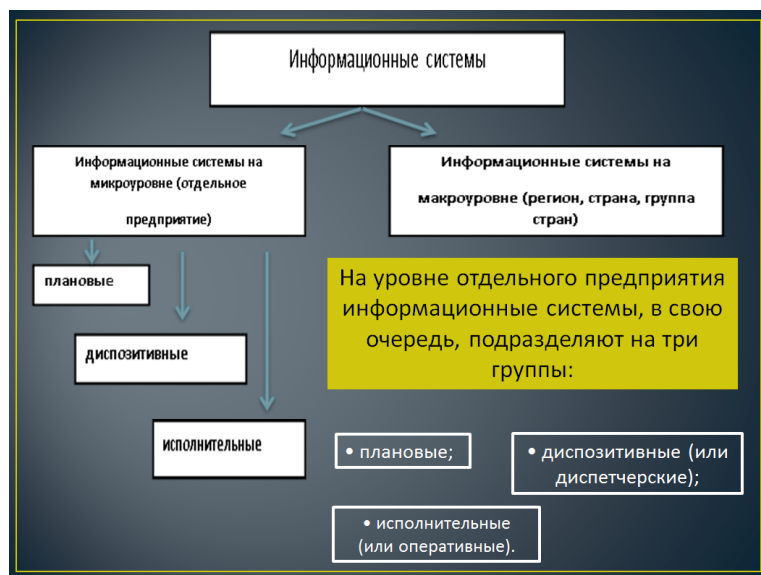 Информационные системы
Информационные системы на
микроуровне (отдельное
предприятие)
Информационные системы на
макроуровне (регион, страна, группа
стран)
плановые
диспозитивные
исполнительные
На уровне отдельного предприятия
информационные системы, в свою
очередь, подразделяют на три
группы:
• плановые;
• диспозитивные (или
диспетчерские);
• исполнительные
(или оперативные).